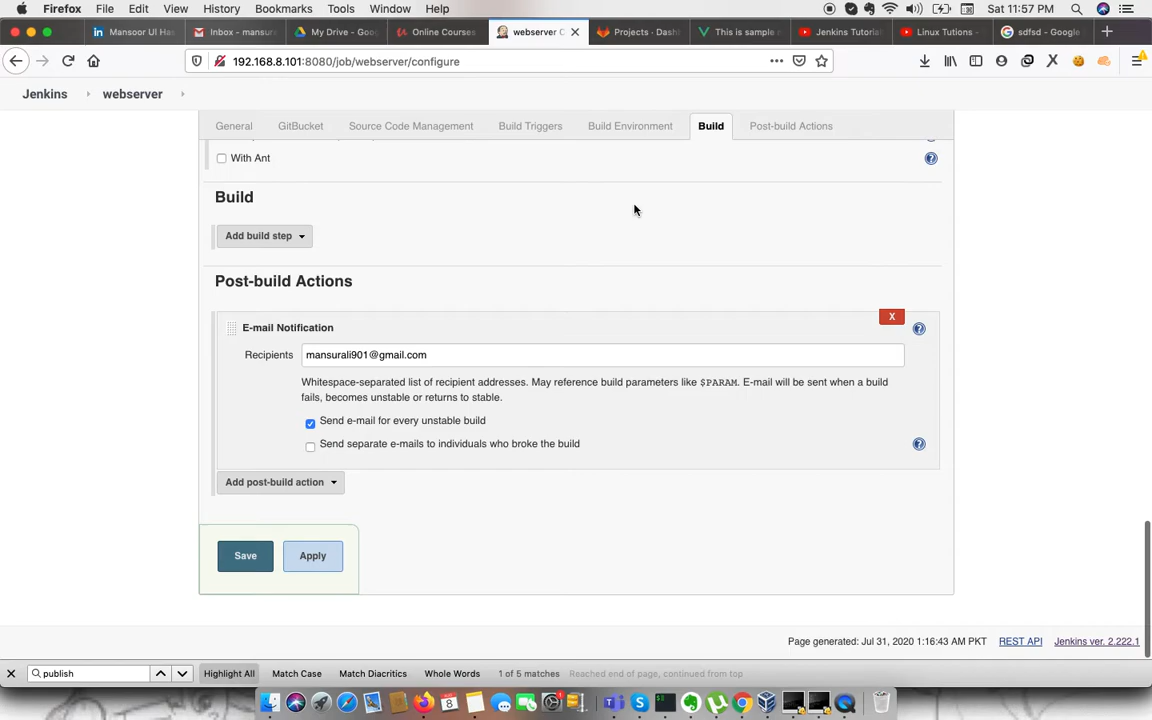 Firefox File Edit View History Bookmarks Tools Window Help Sat 11:57 PM
Mansoor UI Has Inbox - mansure My Drive - Goog Online Courses webserver C Projects - Dash This is sample Jenkins Tutorial Linux Tutions - sdfsd - Google
192.168.8.101:8080/job/webserver/configure
Jenkins webserver
General GitBucket Source Code Management Build Triggers Build Environment Build Post-build Actions
With Ant
Build
Add build step
Post-build Actions
X
E-mail Notification
Recipients mansurali901@gmail.com
Whitespace-separated list of recipient addresses. May reference build parameters like $PARAM. E-mail will be sent when a build
fails, becomes unstable or returns to stable.
Send e-mail for every unstable build
Send separate e-mails to individuals who broke the build
Add post-build action
Save Apply
Page generated: Jul 31, 2020 1:16:43 AM PKT REST API Jenkins ver. 2.222.1
publish Highlight All Match Case Match Diacritics Whole Words 1 of 5 matches Reached end of page, continued from top